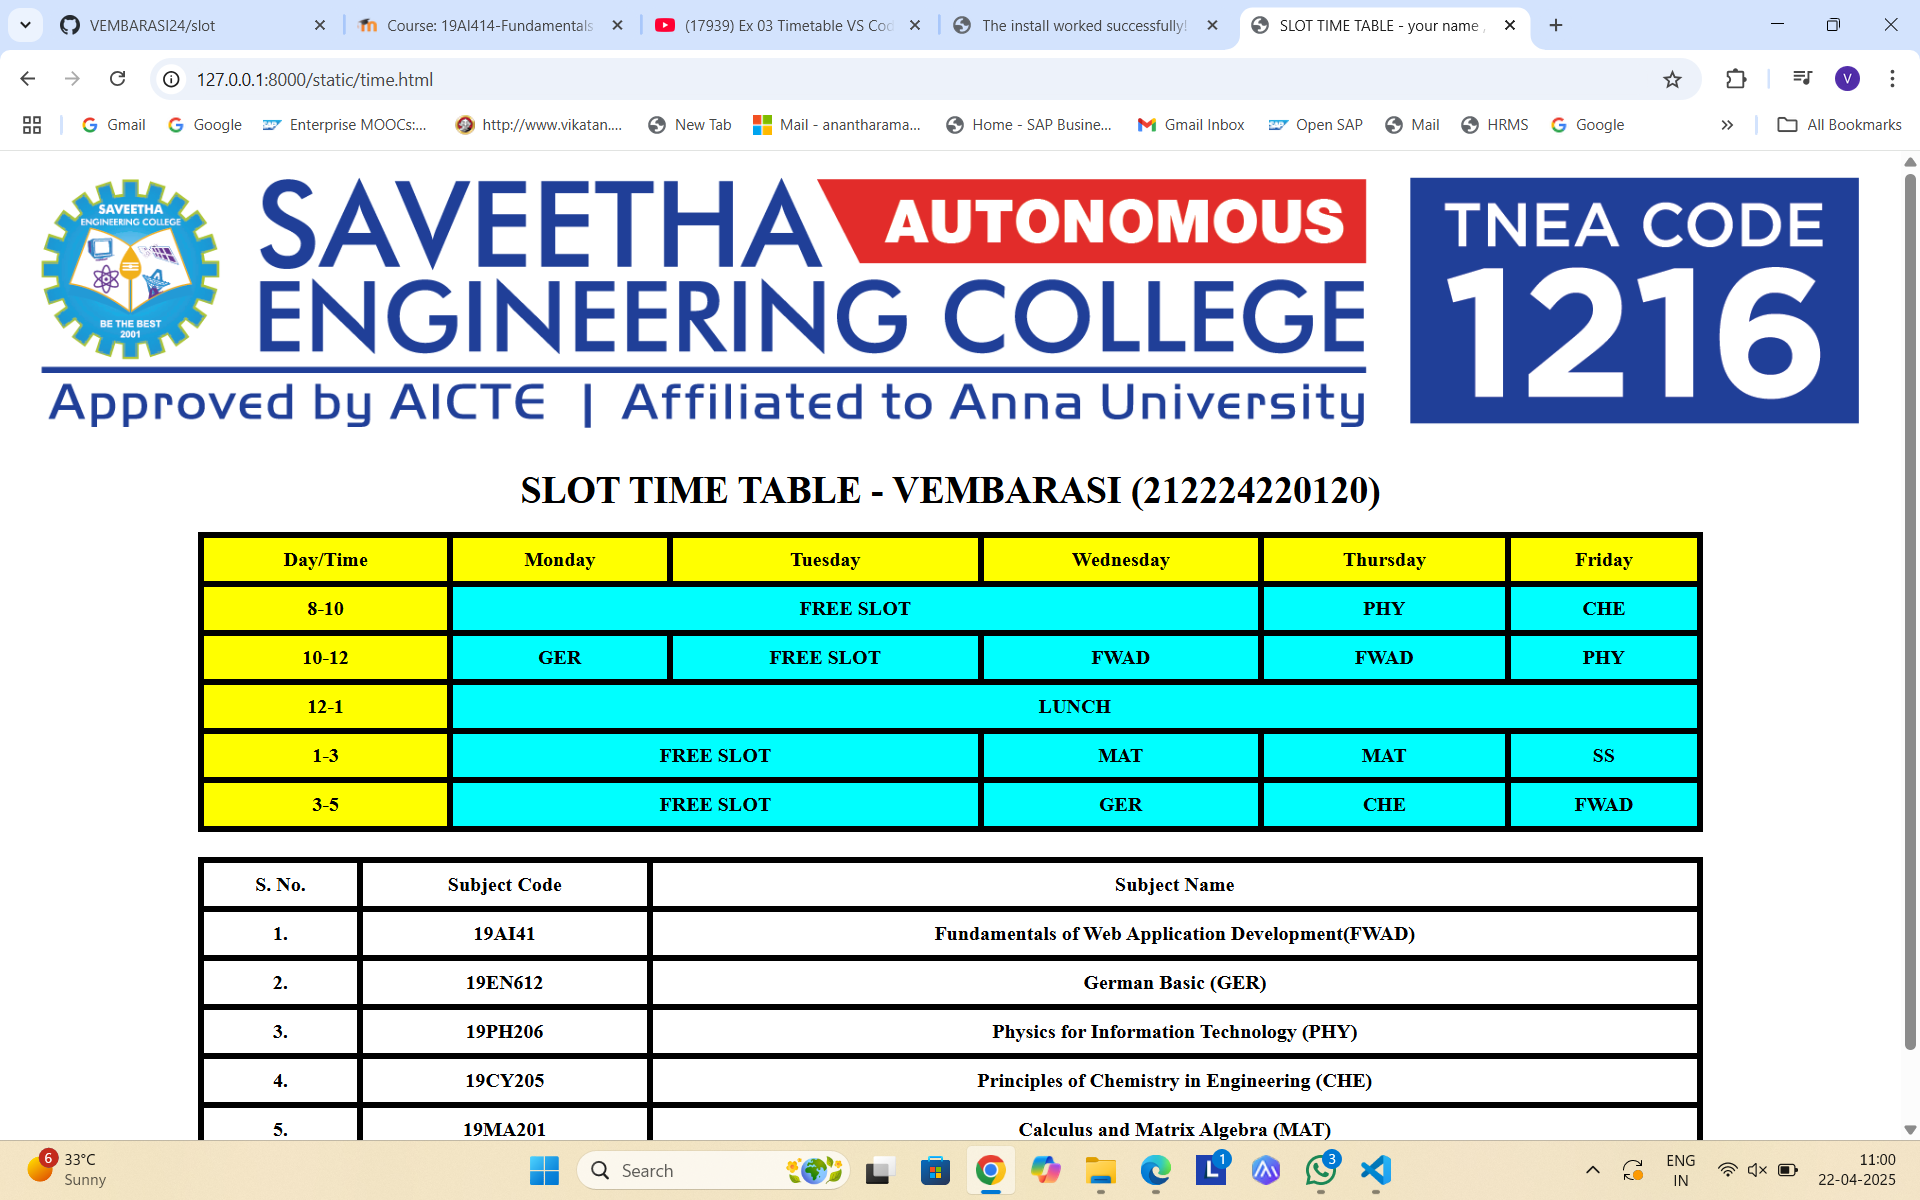 VEMBARASI24/slot
Course: 19AI414-Fundamentals
(17939) Ex 03 Timetable VS Cod
The install worked successfully!
SLOT TIME TABLE - your name ,
127.0.0.1:8000/static/time.html
V
Gmail
Google
Enterprise MOOCs:...
http://www.vikatan....
New Tab
Mail - anantharama...
Home - SAP Busine...
Gmail Inbox
Open SAP
Mail
HRMS
Google
All Bookmarks
SAVEETHA
ENGINEERING COLLEGE
BE THE BEST
2001
SAVEETHA AUTONOMOUS
ENGINEERING COLLEGE
Approved by AICTE | Affiliated to Anna University
TNEA CODE
1216
SLOT TIME TABLE - VEMBARASI (212224220120)
Day/Time Monday Tuesday Wednesday Thursday Friday
8-10 FREE SLOT PHY CHE
10-12 GER FREE SLOT FWAD FWAD PHY
12-1 LUNCH
1-3 FREE SLOT MAT MAT SS
3-5 FREE SLOT GER CHE FWAD
S. No. Subject Code Subject Name
1. 19AI41 Fundamentals of Web Application Development(FWAD)
2. 19EN612 German Basic (GER)
3. 19PH206 Physics for Information Technology (PHY)
4. 19CY205 Principles of Chemistry in Engineering (CHE)
5. 19MA201 Calculus and Matrix Algebra (MAT)
6
33°C
Sunny
Search
L
1
3
ENG
IN
11:00
22-04-2025